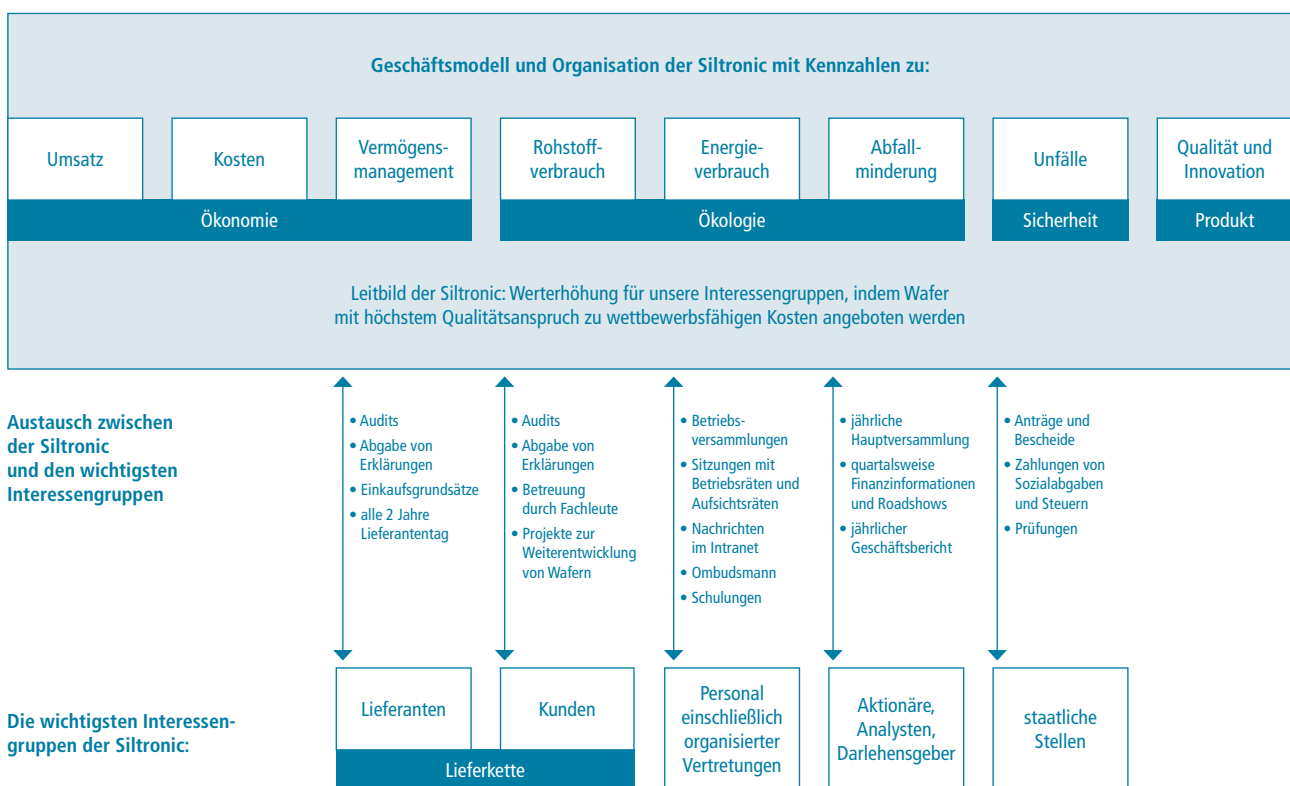 Geschäftsmodell und Organisation der Siltronic mit Kennzahlen zu:
Umsatz
Kosten
Vermögens-
management
Rohstoff-
verbrauch
Energie-
verbrauch
Abfall-
minderung
Unfälle
Qualität und
Innovation
Ökonomie
Ökologie
Sicherheit
Produkt
Leitbild der Siltronic: Werterhöhung für unsere Interessengruppen, indem Wafer
mit höchstem Qualitätsanspruch zu wettbewerbsfähigen Kosten angeboten werden
Austausch zwischen
der Siltronic
und den wichtigsten
Interessengruppen
• Audits
• Abgabe von
Erklärungen
• Einkaufsgrundsätze
• alle 2 Jahre
Lieferantentag
• Audits
• Abgabe von
Erklärungen
• Betreuung
durch Fachleute
• Projekte zur
Weiterentwicklung
von Wafern
• Betriebs-
versammlungen
• Sitzungen mit
Betriebsräten und
Aufsichtsräten
• Nachrichten
im Intranet
• Ombudsmann
• Schulungen
• jährliche
Hauptversammlung
• quartalsweise
Finanzinformationen
und Roadshows
• jährlicher
Geschäftsbericht
• Anträge und
Bescheide
• Zahlungen von
Sozialabgaben
und Steuern
• Prüfungen
Die wichtigsten Interessen-
gruppen der Siltronic:
Lieferanten
Kunden
Lieferkette
Personal
einschließlich
organisierter
Vertretungen
Aktionäre,
Analysten,
Darlehensgeber
staatliche
Stellen